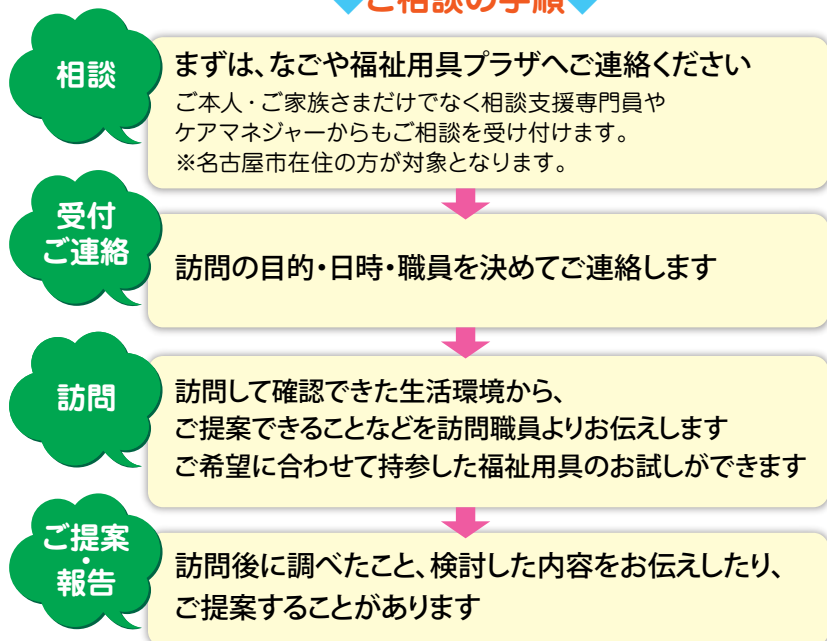 ◆ご相談の手順◆
相談
まずは、なごや福祉用具プラザへご連絡ください
ご本人・ご家族さまだけでなく相談支援専門員や
ケアマネジャーからもご相談を受け付けます。
※名古屋市在住の方が対象となります。
受付
ご連絡
訪問の目的・日時・職員を決めてご連絡します
訪問
訪問して確認できた生活環境から、
ご提案できることなどを訪問職員よりお伝えします
ご希望に合わせて持参した福祉用具のお試しができます
ご提案
・
報告
訪問後に調べたこと、検討した内容をお伝えしたり、
ご提案することがあります